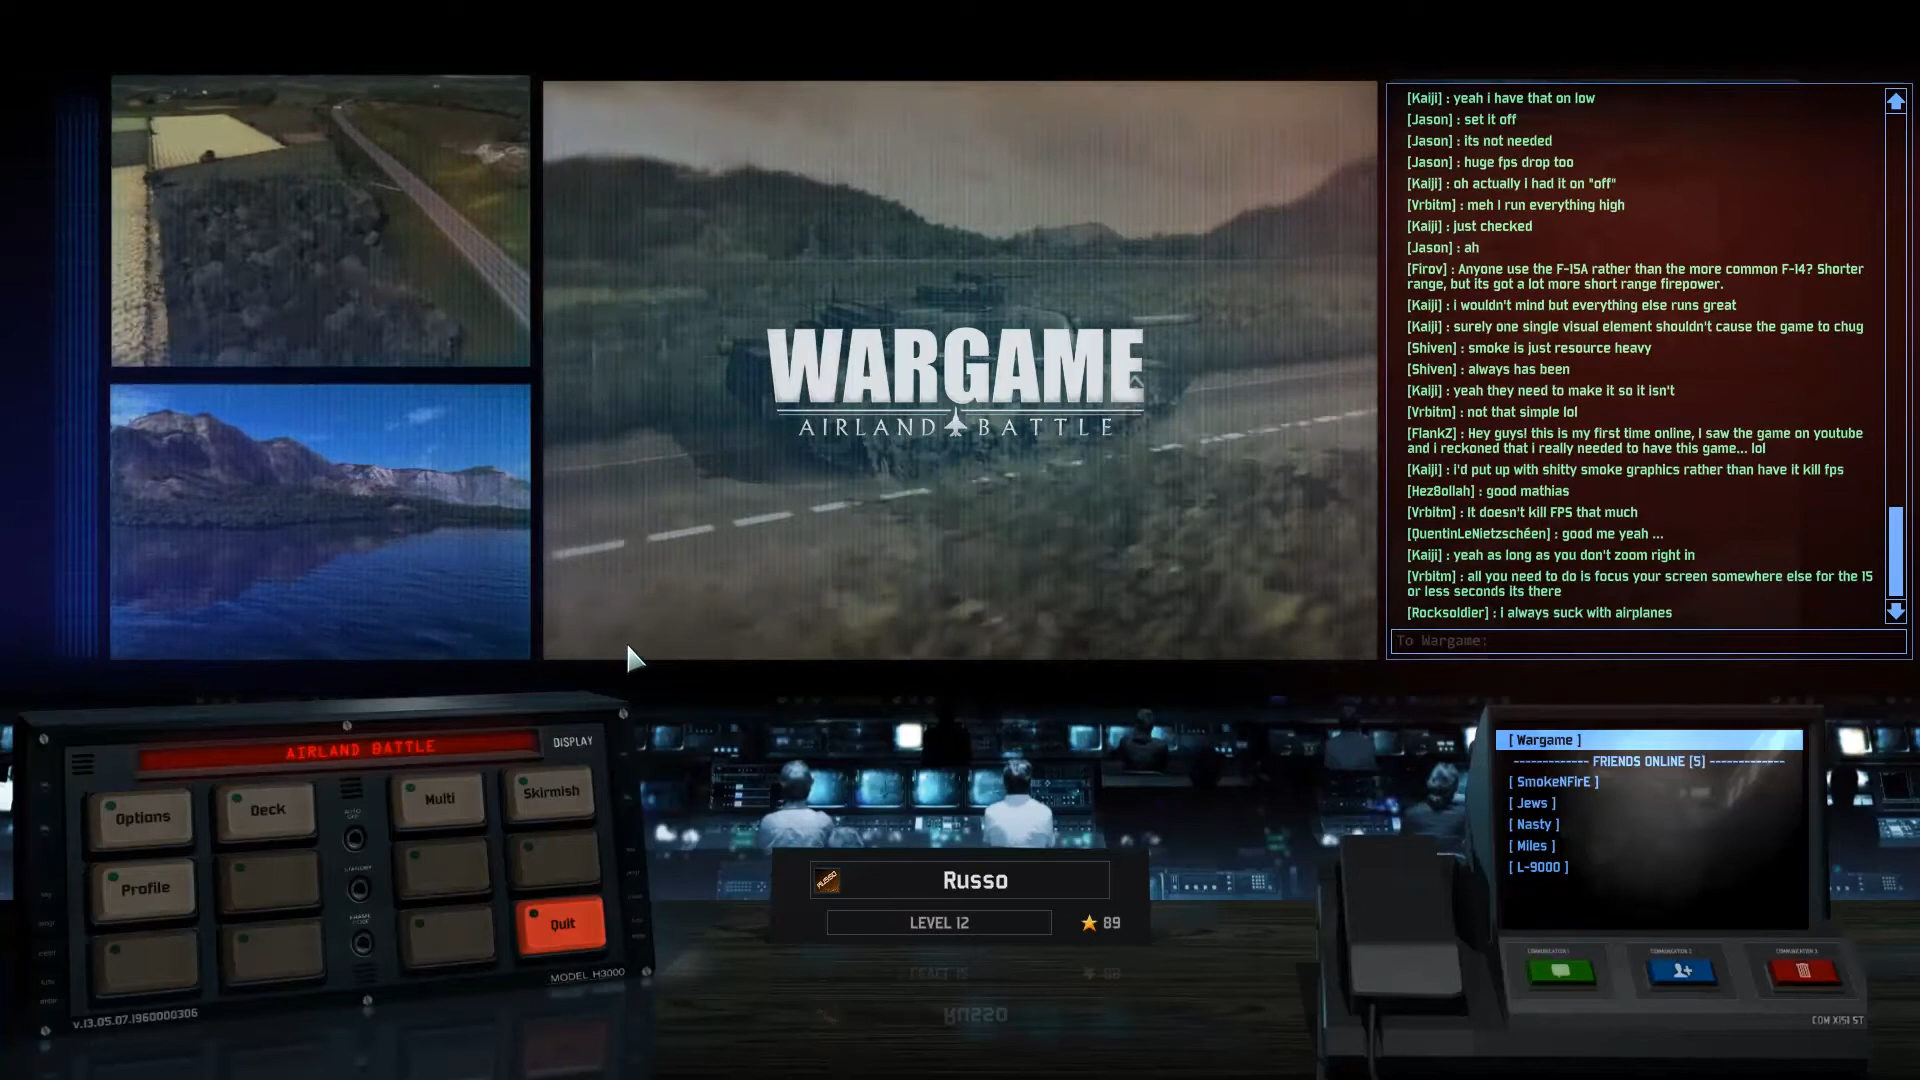 [Kaiji] : yeah i have that on low
[Jason] : set it off
[Jason] : its not needed
[Jason] : huge fps drop too
[Kaiji] : oh actually i had it on "off"
[Vrbitm] : meh I run everything high
[Kaiji] : just checked
[Jason] : ah
[Firov] : Anyone use the F-15A rather than the more common F-14? Shorter
range, but its got a lot more short range firepower.
[Kaiji] : i wouldn't mind but everything else runs great
[Kaiji] : surely one single visual element shouldn't cause the game to chug
[Shiven] : smoke is just resource heavy
[Shiven] : always has been
[Kaiji] : yeah they need to make it so it isn't
[Vrbitm] : not that simple lol
[FlankZ] : Hey guys! this is my first time online, I saw the game on youtube
and i reckoned that i really needed to have this game... lol
[Kaiji] : i'd put up with shitty smoke graphics rather than have it kill fps
[Hez8ollah] : good mathias
[Vrbitm] : It doesn't kill FPS that much
[QuentinLeNietzschéen] : good me yeah ...
[Kaiji] : yeah as long as you don't zoom right in
[Vrbitm] : all you need to do is focus your screen somewhere else for the 15
or less seconds its there
[Rocksoldier] : i always suck with airplanes
To Wargame:
WARGAME
AIRLAND BATTLE
AIRLAND BATTLE
DISPLAY
Options
Deck
Multi
Skirmish
Profile
Quit
MODEL H3000
v.13.05.07.1960000306
RUSSO
Russo
LEVEL 12
89
[ Wargame ]
------------- FRIENDS ONLINE [5] -------------
[ SmokeNFirE ]
[ Jews ]
[ Nasty ]
[ Miles ]
[ L-9000 ]
COMMUNICATION 1
COMMUNICATION 2
COMMUNICATION 3
COM X151 ST